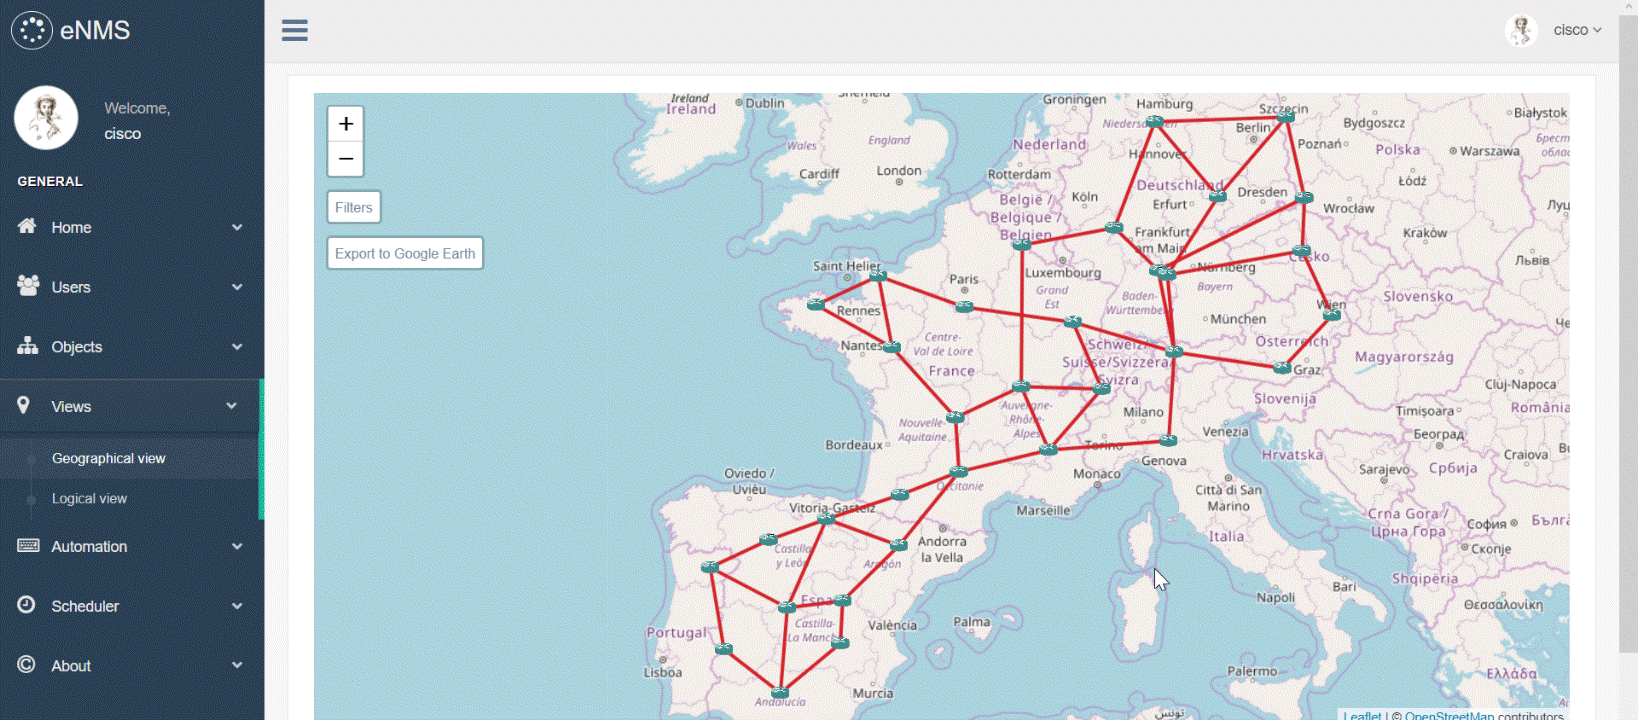 eNMS
cisco
Welcome,
cisco
GENERAL
Home
Users
Objects
Views
Geographical view
Logical view
Automation
Scheduler
About
+
−
Filters
Export to Google Earth
Ireland
Ireland
Dublin
England
Wales
Cardiff
London
Groningen
Nederland
Rotterdam
Hamburg
Szczecin
Berlin
Hannover
Bydgoszcz
Białystok
Poznań
Polska
Warszawa
Köln
Deutschland
Dresden
Łódź
Erfurt
Wrocław
België /
Belgique /
Belgien
Frankfurt
am Main
Kraków
Česko
Львів
Saint Helier
Paris
Luxembourg
Nürnberg
Grand
Est
Baden-
Württemberg
Bayern
Slovensko
Rennes
München
Wien
Nantes
Centre-
Val de Loire
France
Schweiz/
Suisse/Svizzera/
Svizra
Österreich
Magyarország
Graz
Cluj-Napoca
Nouvelle-
Aquitaine
Auvergne-
Rhône-
Alpes
Milano
Slovenija
Timișoara
România
Bordeaux
Torino
Venezia
Београд
Hrvatska
Craiova
Genova
Monaco
Sarajevo
Србија
Oviedo /
Uviéu
Occitanie
Città di San
Marino
Vitoria-Gasteiz
Marseille
Crna Gora /
Црна Гора
София
Andorra
la Vella
Italia
Castilla
y León
Aragón
Скопје
Shqipëria
Bari
Napoli
Θεσσαλονίκη
España
Castilla-
La Mancha
València
Palma
Portugal
Lisboa
Palermo
Ελλάδα
Murcia
Andalucía
تونس
Leaflet | © OpenStreetMap contributors